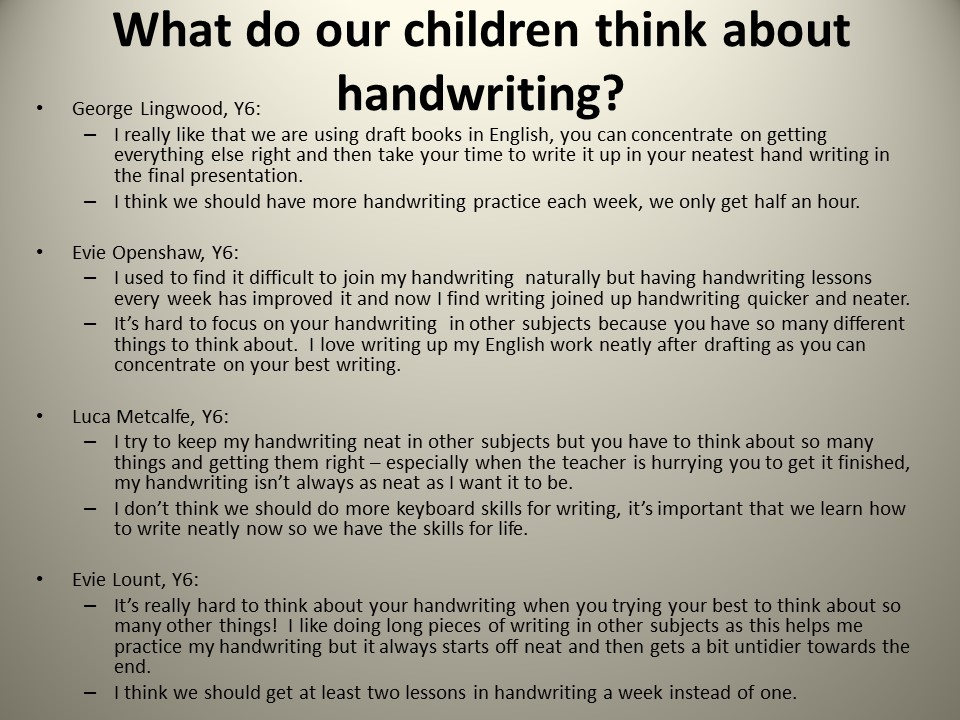 What do our children think about
handwriting?
• George Lingwood, Y6:
– I really like that we are using draft books in English, you can concentrate on getting
everything else right and then take your time to write it up in your neatest hand writing in
the final presentation.
– I think we should have more handwriting practice each week, we only get half an hour.
• Evie Openshaw, Y6:
– I used to find it difficult to join my handwriting  naturally but having handwriting lessons
every week has improved it and now I find writing joined up handwriting quicker and neater.
– It’s hard to focus on your handwriting  in other subjects because you have so many different
things to think about.  I love writing up my English work neatly after drafting as you can
concentrate on your best writing.
• Luca Metcalfe, Y6:
– I try to keep my handwriting neat in other subjects but you have to think about so many
things and getting them right – especially when the teacher is hurrying you to get it finished,
my handwriting isn’t always as neat as I want it to be.
– I don’t think we should do more keyboard skills for writing, it’s important that we learn how
to write neatly now so we have the skills for life.
• Evie Lount, Y6:
– It’s really hard to think about your handwriting when you trying your best to think about so
many other things!  I like doing long pieces of writing in other subjects as this helps me
practice my handwriting but it always starts off neat and then gets a bit untidier towards the
end.
– I think we should get at least two lessons in handwriting a week instead of one.